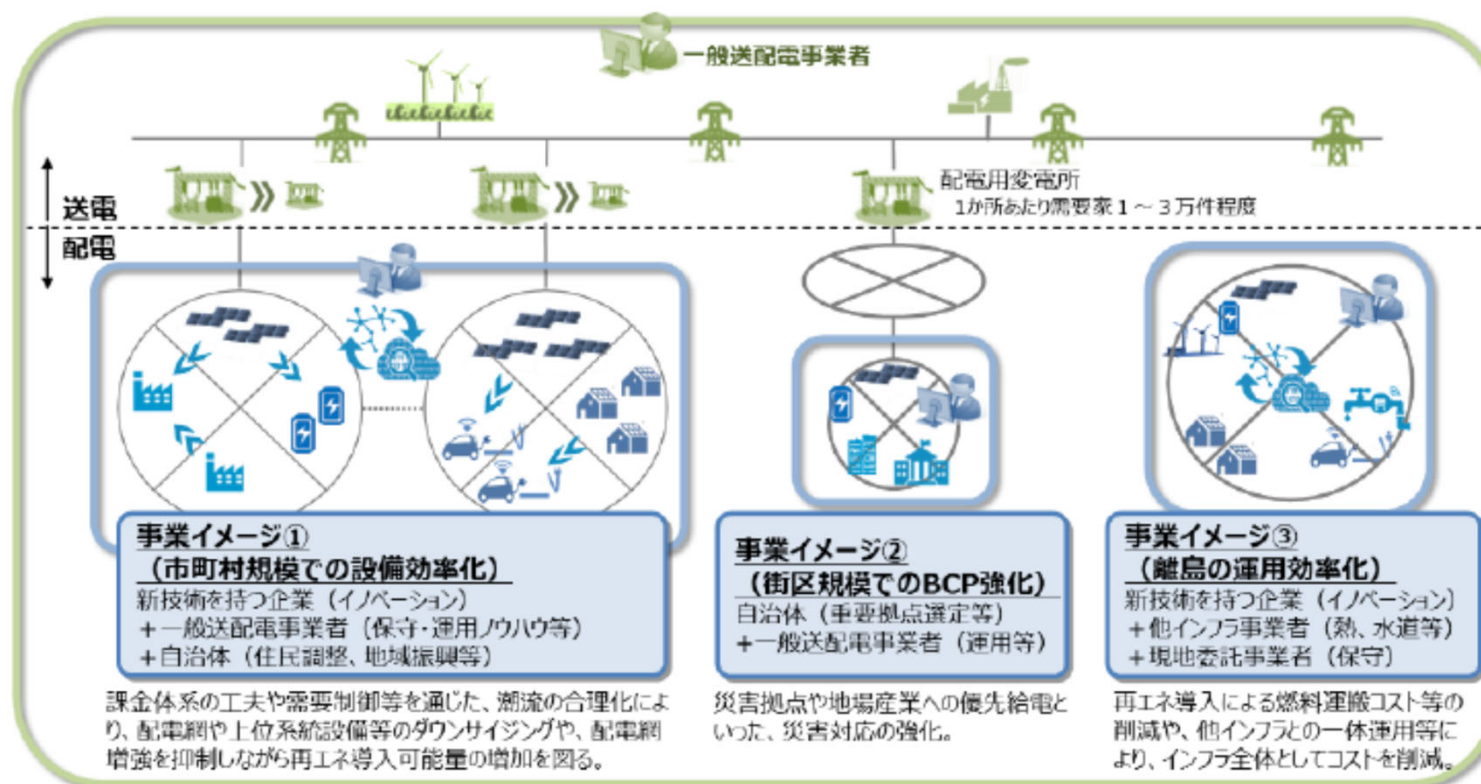 一般送配電事業者
送電
配電
配電用変電所
1か所あたり需要家1～3万件程度
事業イメージ①
（市町村規模での設備効率化）
新技術を持つ企業（イノベーション）
＋一般送配電事業者（保守・運用ノウハウ等）
＋自治体（住民調整、地域振興等）
課金体系の工夫や需要制御等を通じた、潮流の合理化によ
り、配電網や上位系統設備等のダウンサイジングや、配電網
増強を抑制しながら再エネ導入可能量の増加を図る。
事業イメージ②
（街区規模でのBCP強化）
自治体（重要拠点選定等）
＋一般送配電事業者（運用等）
災害拠点や地場産業への優先給電と
いった、災害対応の強化。
事業イメージ③
（離島の運用効率化）
新技術を持つ企業（イノベーション）
＋他インフラ事業者（熱、水道等）
＋現地委託事業者（保守）
再エネ導入による燃料運搬コスト等の
削減や、他インフラとの一体運用等に
より、インフラ全体としてコストを削減。